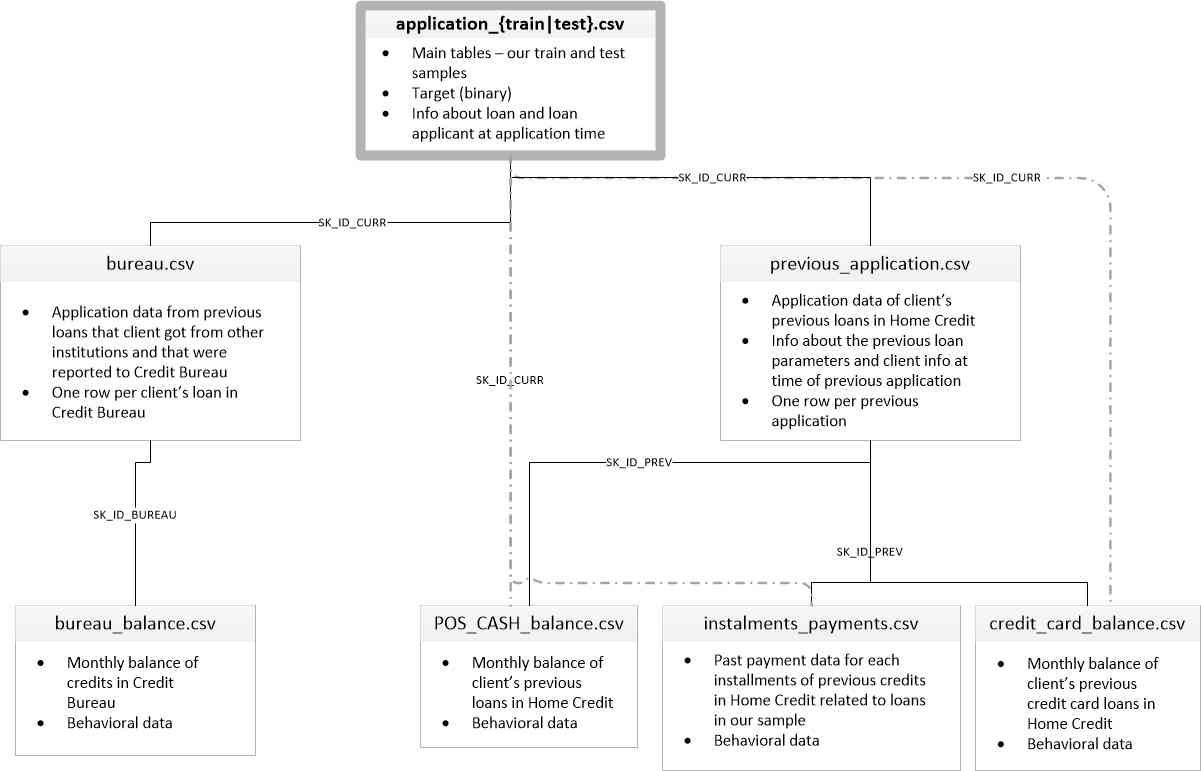 application_{train|test}.csv
• Main tables – our train and test
samples
• Target (binary)
• Info about loan and loan
applicant at application time
SK_ID_CURR
SK_ID_CURR
SK_ID_CURR
bureau.csv
• Application data from previous
loans that client got from other
institutions and that were
reported to Credit Bureau
• One row per client's loan in
Credit Bureau
previous_application.csv
• Application data of client's
previous loans in Home Credit
• Info about the previous loan
parameters and client info at
time of previous application
• One row per previous
application
SK_ID_CURR
SK_ID_PREV
SK_ID_BUREAU
SK_ID_PREV
bureau_balance.csv
• Monthly balance of
credits in Credit
Bureau
• Behavioral data
POS_CASH_balance.csv
• Monthly balance of
client's previous
loans in Home Credit
• Behavioral data
instalments_payments.csv
• Past payment data for each
installments of previous credits
in Home Credit related to loans
in our sample
• Behavioral data
credit_card_balance.csv
• Monthly balance of
client's previous
credit card loans in
Home Credit
• Behavioral data